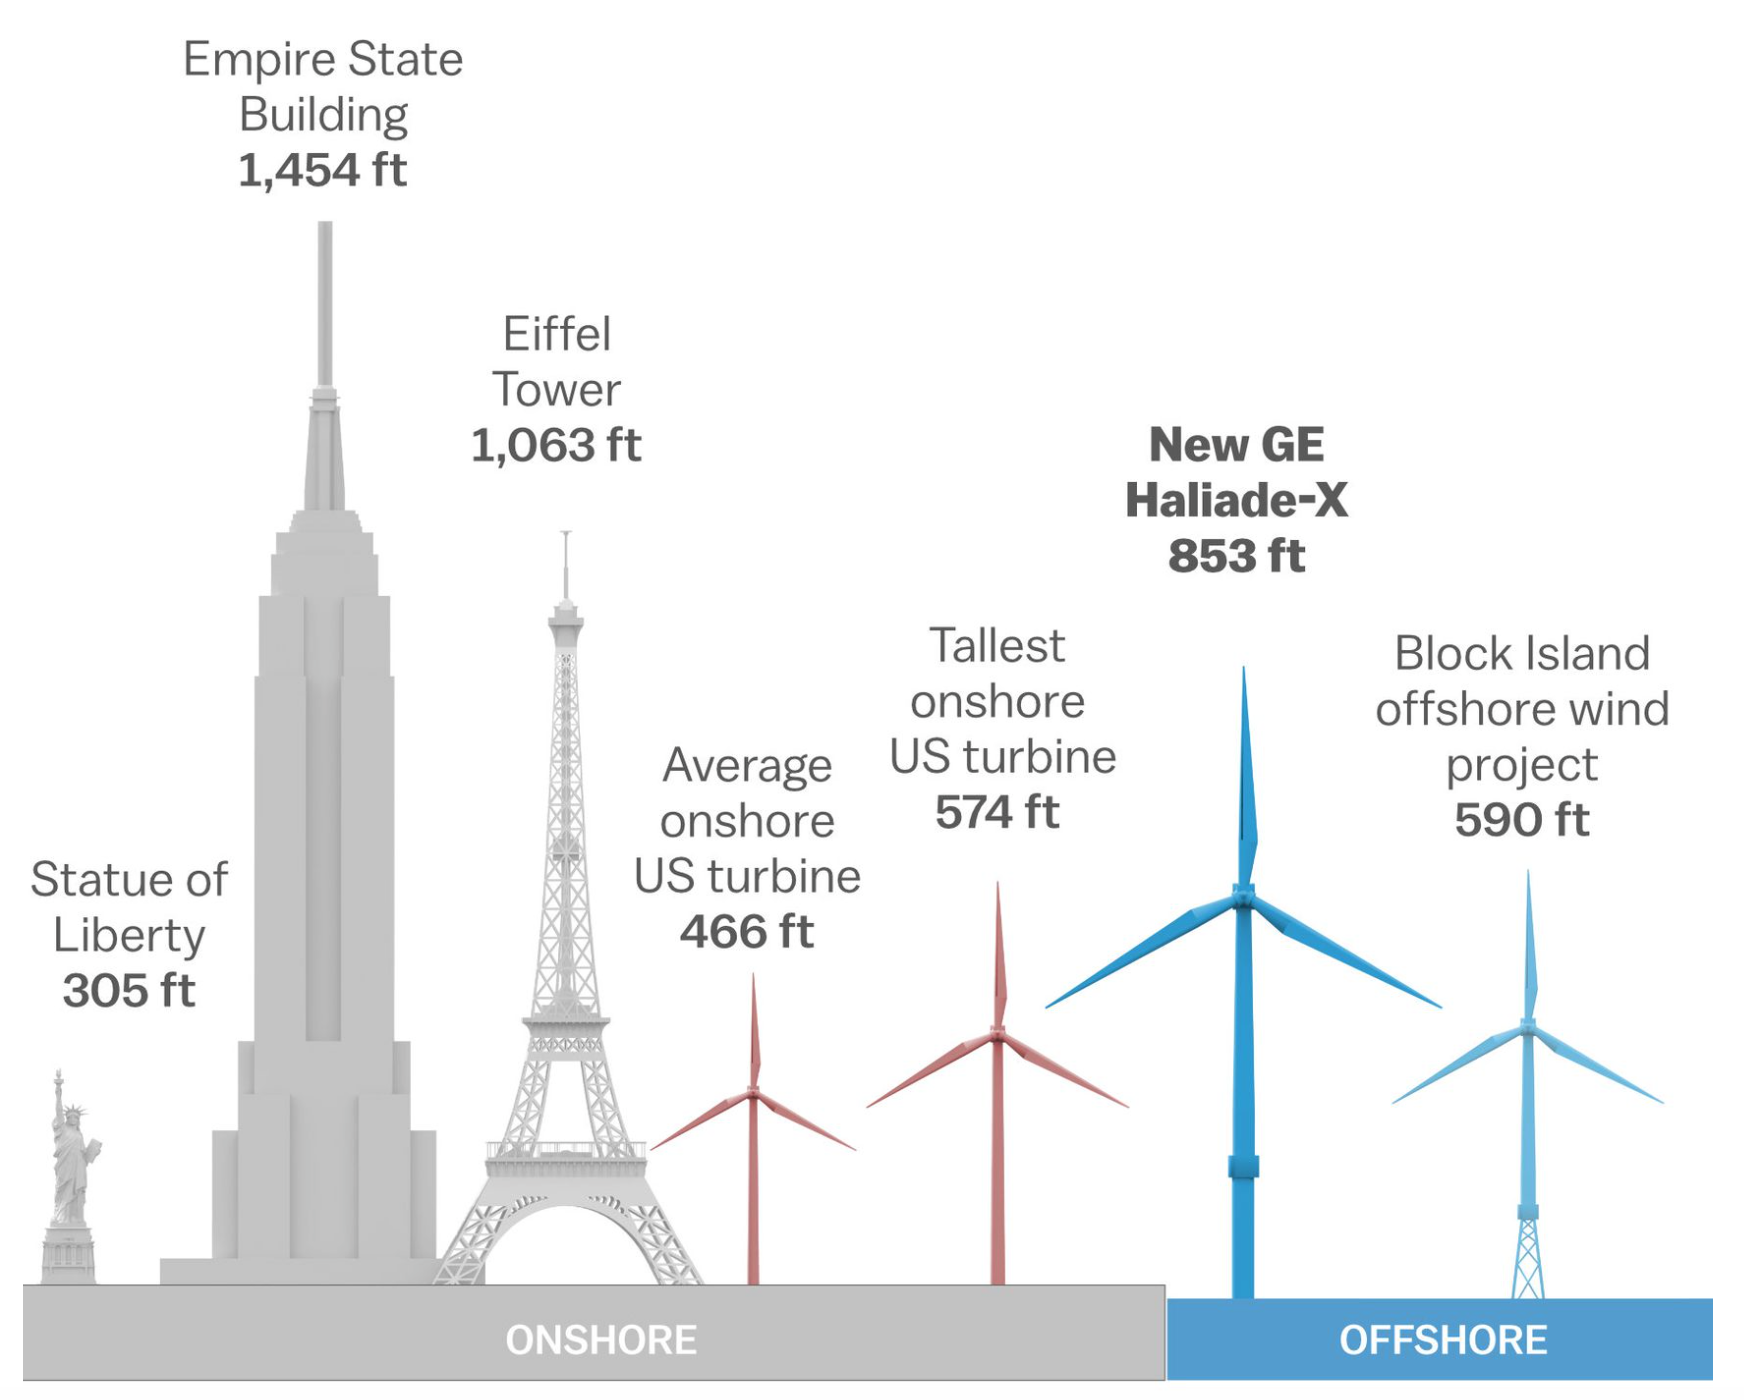 Empire State
Building
1,454 ft
Eiffel
Tower
1,063 ft
New GE
Haliade-X
853 ft
Tallest
onshore
US turbine
574 ft
Block Island
offshore wind
project
590 ft
Average
onshore
US turbine
466 ft
Statue of
Liberty
305 ft
ONSHORE
OFFSHORE